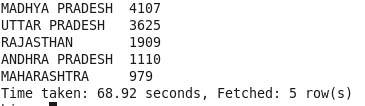 MADHYA PRADESH  4107
UTTAR PRADESH   3625
RAJASTHAN       1909
ANDHRA PRADESH  1110
MAHARASHTRA     979
Time taken: 68.92 seconds, Fetched: 5 row(s)